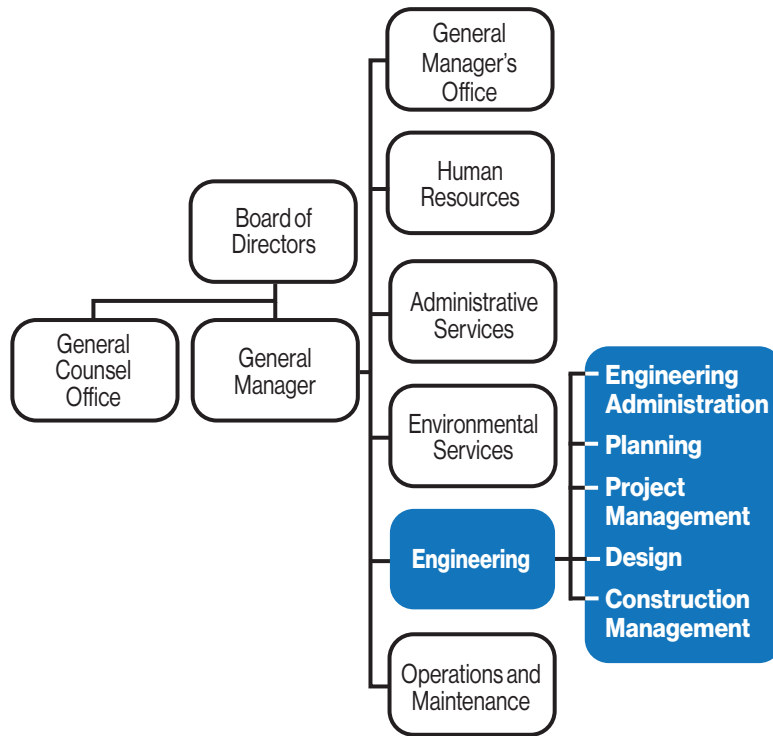 General
Manager's
Office
Human
Resources
Board of
Directors
Administrative
Services
General
Counsel
Office
General
Manager
Environmental
Services
Engineering
Operations and
Maintenance
Engineering
Administration
Planning
Project
Management
Design
Construction
Management